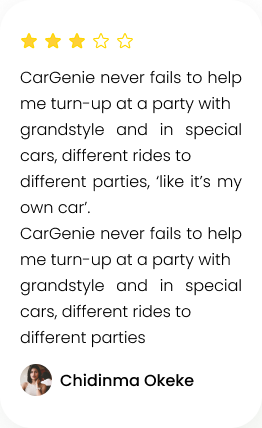 CarGenie never fails to help
me turn-up at a party with
grandstyle and in special
cars, different rides to
different parties, ‘like it’s my
own car’.
CarGenie never fails to help
me turn-up at a party with
grandstyle and in special
cars, different rides to
different parties
Chidinma Okeke